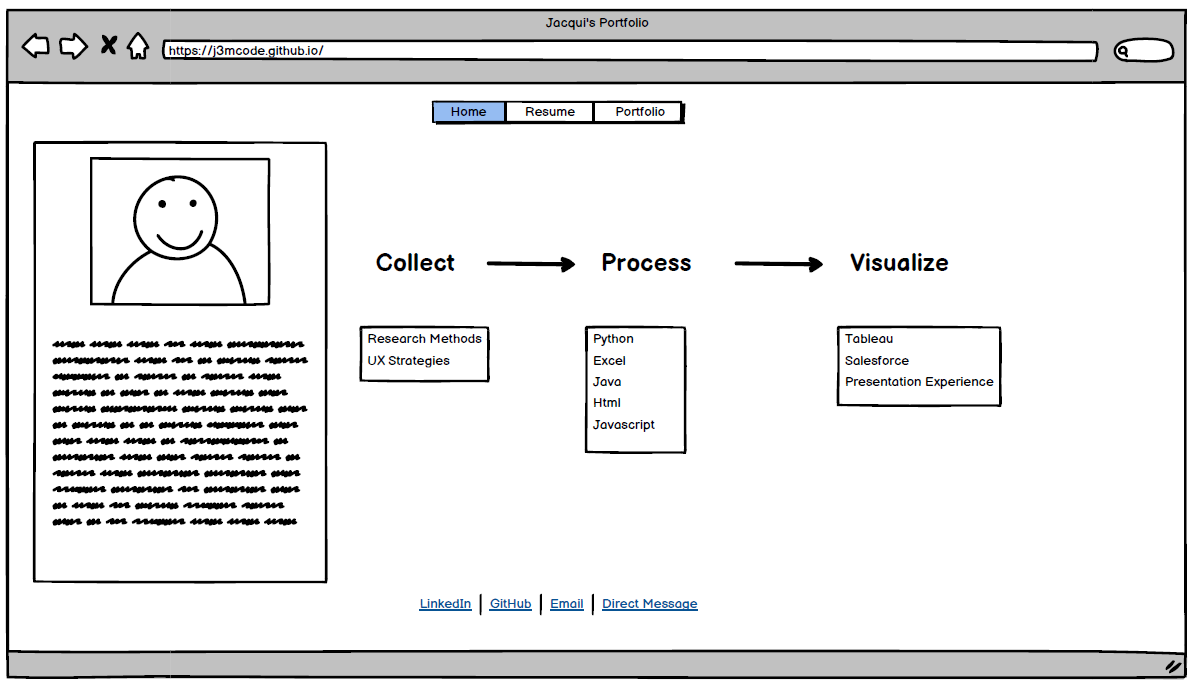 Jacqui's Portfolio
https://j3mcode.github.io/
Home Resume Portfolio
Collect Process Visualize
Research Methods
UX Strategies
Python
Excel
Java
Html
Javascript
Tableau
Salesforce
Presentation Experience
LinkedIn GitHub Email Direct Message